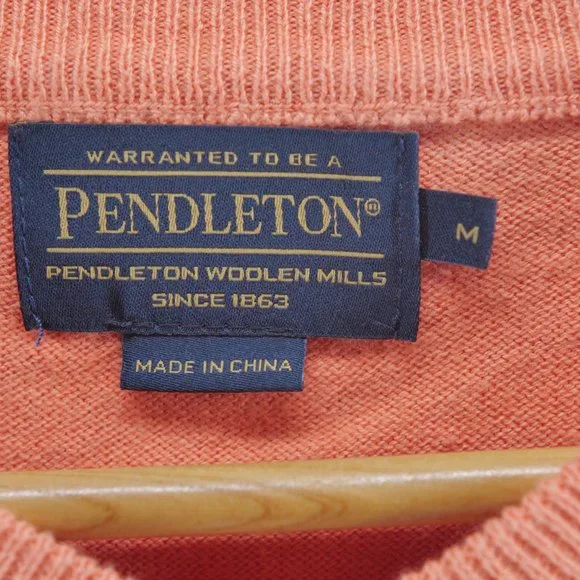 WARRANTED TO BE A
PENDLETON®
PENDLETON WOOLEN MILLS
SINCE 1863
M
MADE IN CHINA